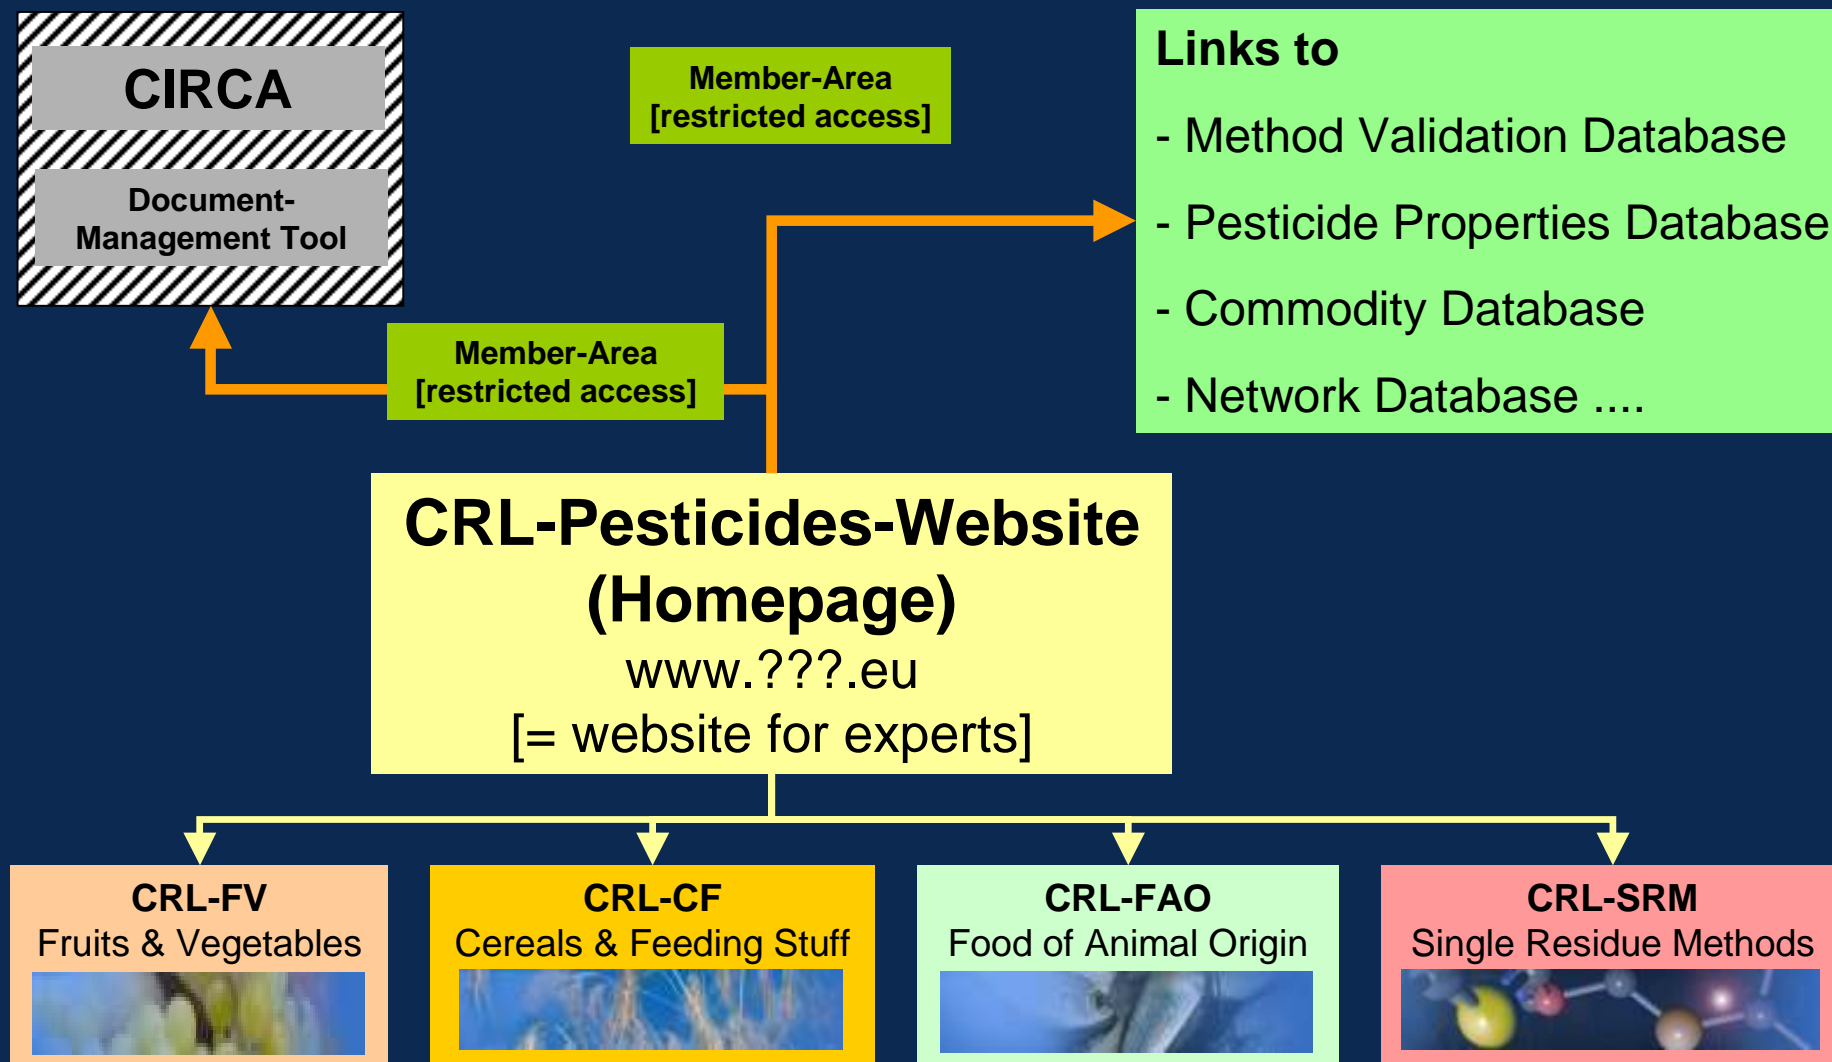 CIRCA
Document-
Management Tool
Member-Area
[restricted access]
Links to
- Method Validation Database
- Pesticide Properties Database
- Commodity Database
- Network Database ....
Member-Area
[restricted access]
CRL-Pesticides-Website
(Homepage)
www.???.eu
[= website for experts]
CRL-FV
Fruits & Vegetables
CRL-CF
Cereals & Feeding Stuff
CRL-FAO
Food of Animal Origin
CRL-SRM
Single Residue Methods